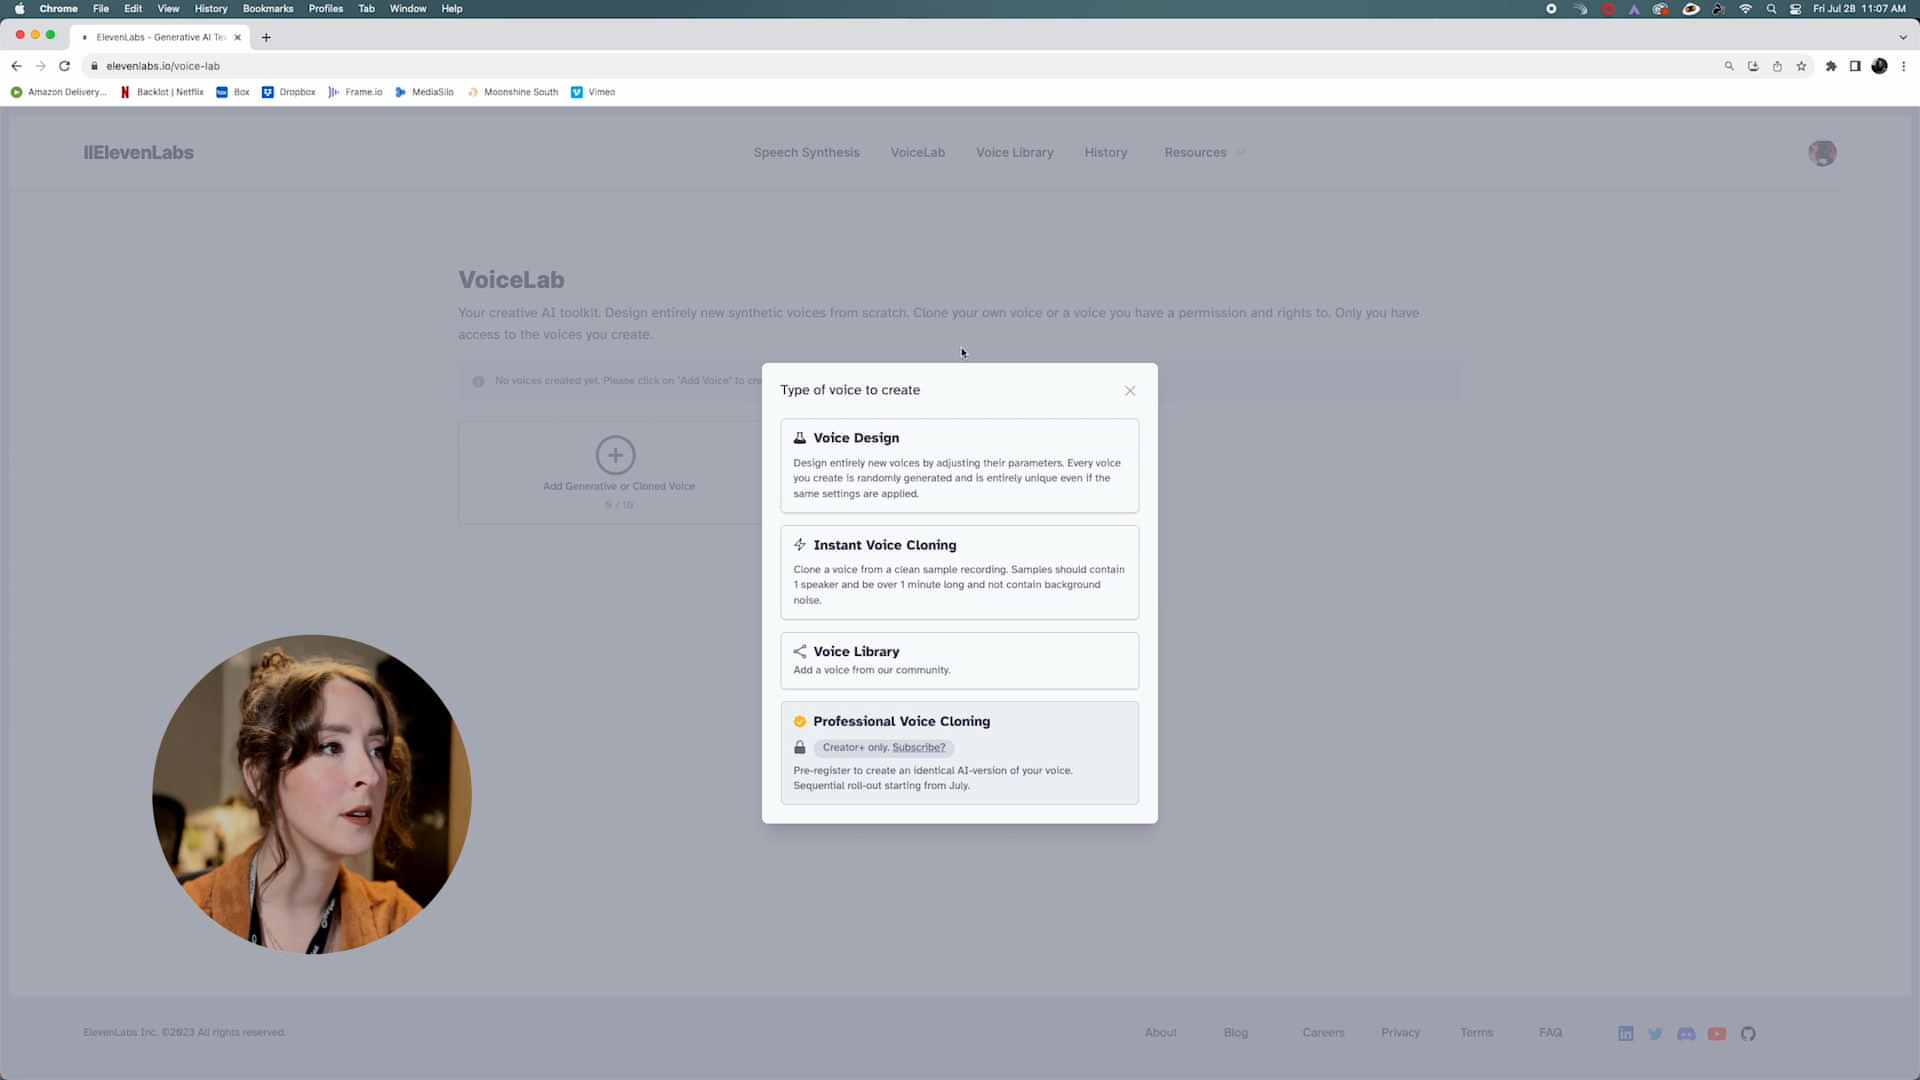 Chrome File Edit View History Bookmarks Profiles Tab Window Help
Fri Jul 28 11:07 AM
ElevenLabs - Generative AI Te
elevenlabs.io/voice-lab
Amazon Delivery... Backlot | Netflix Box Dropbox Frame.io MediaSilo Moonshine South Vimeo
IIElevenLabs
Speech Synthesis VoiceLab Voice Library History Resources
VoiceLab
Your creative AI toolkit. Design entirely new synthetic voices from scratch. Clone your own voice or a voice you have a permission and rights to. Only you have
access to the voices you create.
No voices created yet. Please click on "Add Voice" to cre
Add Generative or Cloned Voice
0 / 10
Type of voice to create
Voice Design
Design entirely new voices by adjusting their parameters. Every voice
you create is randomly generated and is entirely unique even if the
same settings are applied.
Instant Voice Cloning
Clone a voice from a clean sample recording. Samples should contain
1 speaker and be over 1 minute long and not contain background
noise.
Voice Library
Add a voice from our community.
Professional Voice Cloning
Creator+ only. Subscribe?
Pre-register to create an identical AI-version of your voice.
Sequential roll-out starting from July.
ElevenLabs Inc. ©2023 All rights reserved.
About Blog Careers Privacy Terms FAQ